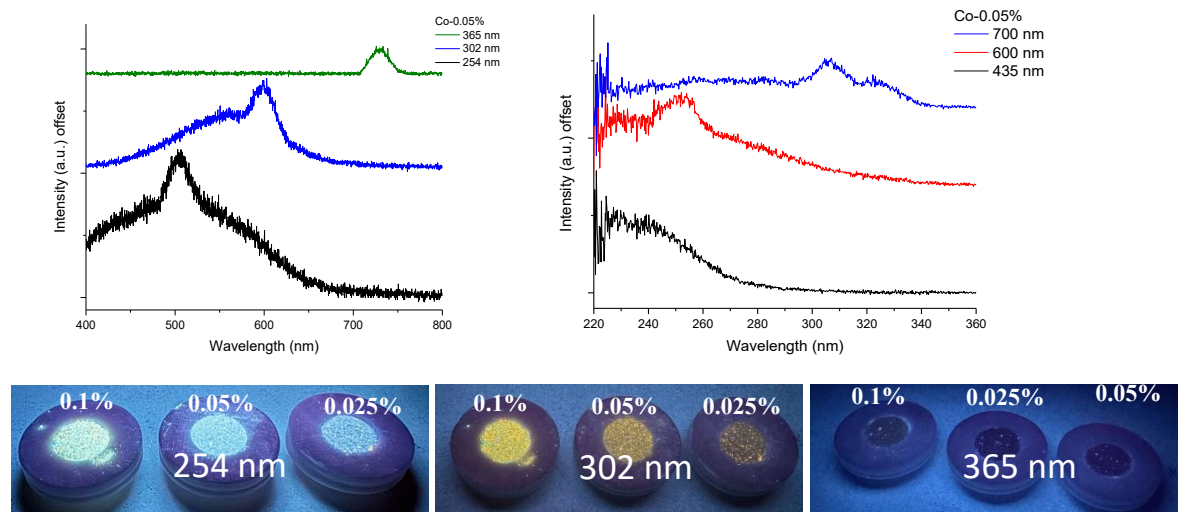 Co-0.05%
365 nm
302 nm
254 nm
Intensity (a.u.) offset
400 500 600 700 800
Wavelength (nm)
Co-0.05%
700 nm
600 nm
435 nm
Intensity (a.u.) offset
220 240 260 280 300 320 340 360
Wavelength (nm)
0.1% 0.05% 0.025%
254 nm
0.1% 0.05% 0.025%
302 nm
0.1% 0.025% 0.05%
365 nm